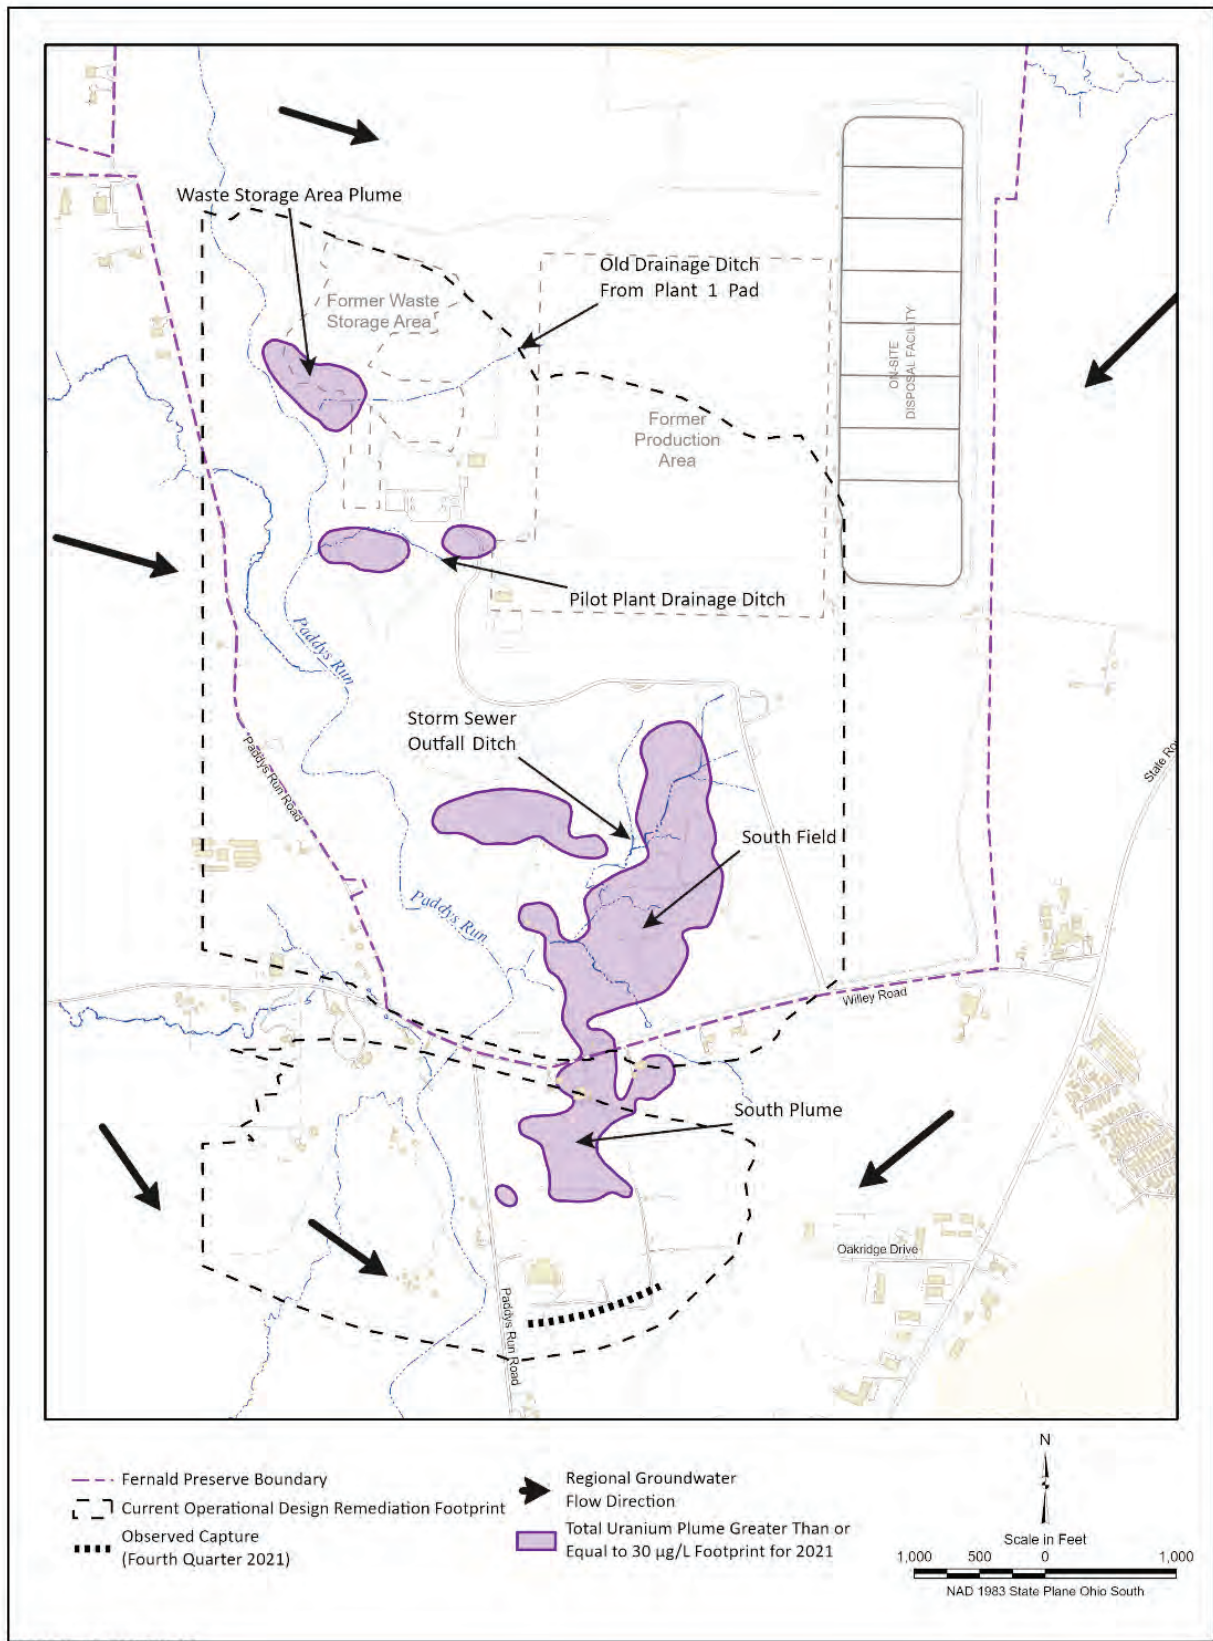 Waste Storage Area Plume
Old Drainage Ditch
From Plant 1 Pad
Former Waste
Storage Area
ON-SITE
DISPOSAL FACILITY
Former
Production
Area
Pilot Plant Drainage Ditch
Paddys Run
Storm Sewer
Outfall Ditch
Paddys Run Road
State Ro
South Field
Paddys Run
Willey Road
South Plume
Oakridge Drive
Paddys Run Road
Fernald Preserve Boundary
Current Operational Design Remediation Footprint
Observed Capture
(Fourth Quarter 2021)
Regional Groundwater
Flow Direction
Total Uranium Plume Greater Than or
Equal to 30 µg/L Footprint for 2021
N
Scale in Feet
1,000 500 0 1,000
NAD 1983 State Plane Ohio South